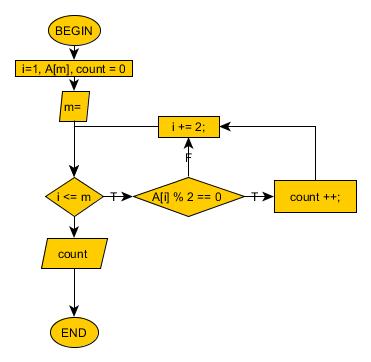 BEGIN
i=1, A[m], count = 0
m=
i += 2;
F
i <= m
T
A[i] % 2 == 0
T
count ++;
count
END